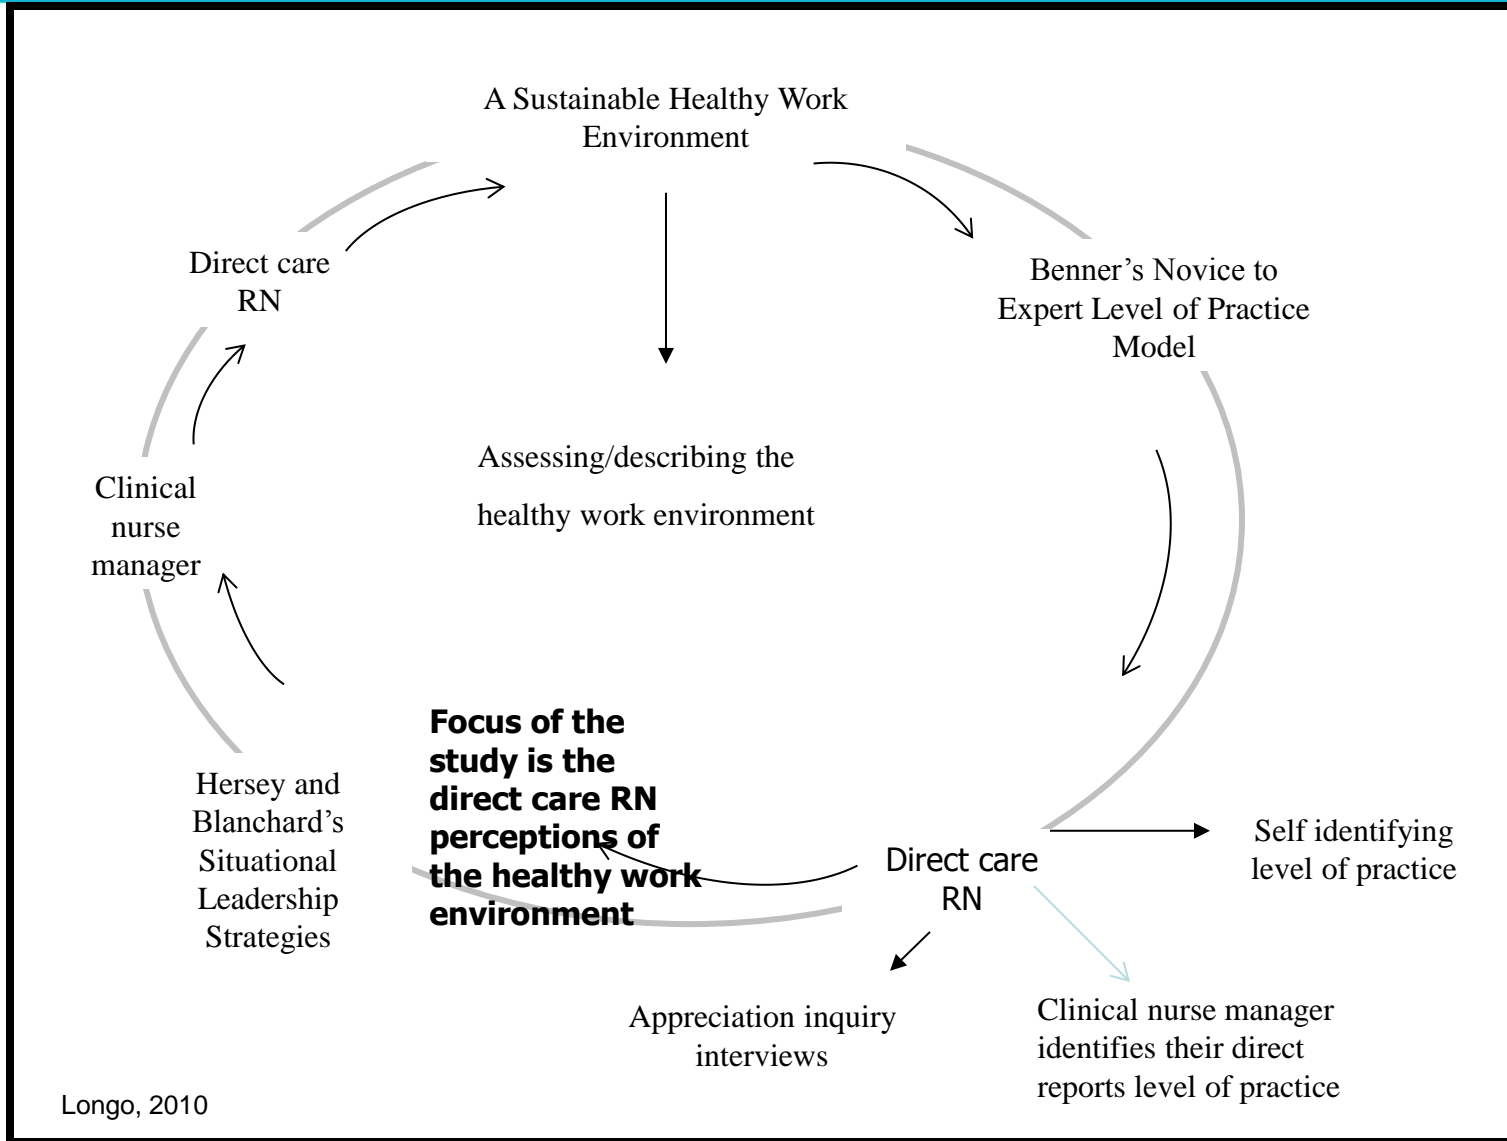 A Sustainable Healthy Work
Environment
Direct care
RN
Benner’s Novice to
Expert Level of Practice
Model
Assessing/describing the
healthy work environment
Clinical
nurse
manager
Focus of the
study is the
direct care RN
perceptions of
the healthy work
environment
Hersey and
Blanchard’s
Situational
Leadership
Strategies
Direct care
RN
Self identifying
level of practice
Appreciation inquiry
interviews
Clinical nurse manager
identifies their direct
reports level of practice
Longo, 2010